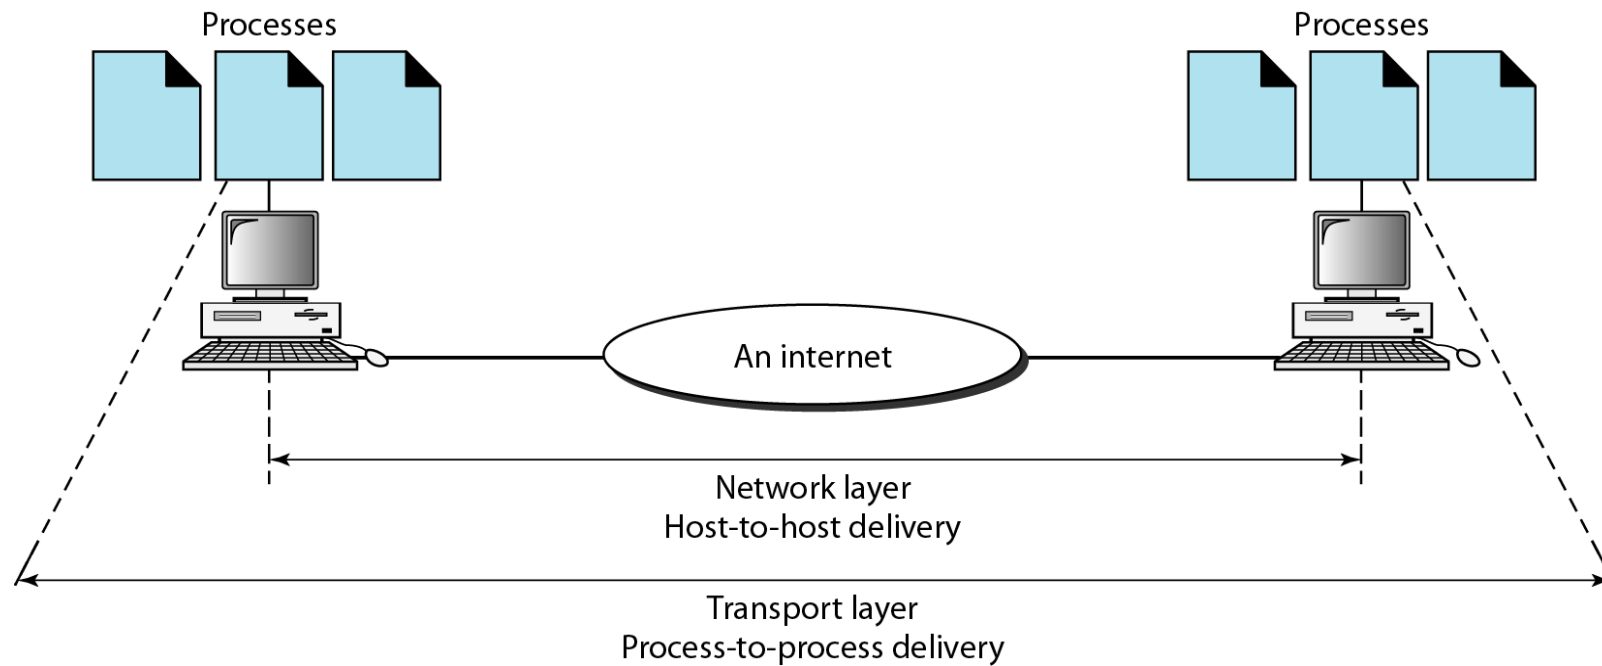 Processes
Processes
An internet
Network layer
Host-to-host delivery
Transport layer
Process-to-process delivery